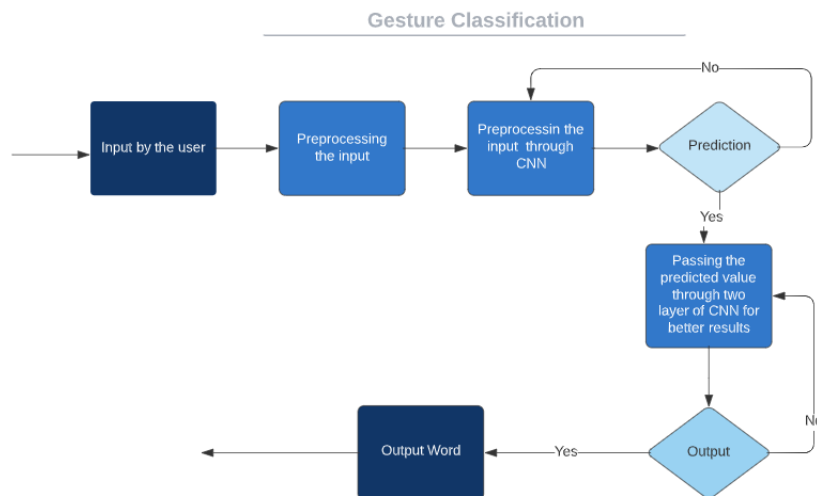 Gesture Classification
No
Input by the user
Preprocessing
the input
Preprocessin the
input through
CNN
Prediction
Yes
Passing the
predicted value
through two
layer of CNN for
better results
No
Output Word
Yes
Output